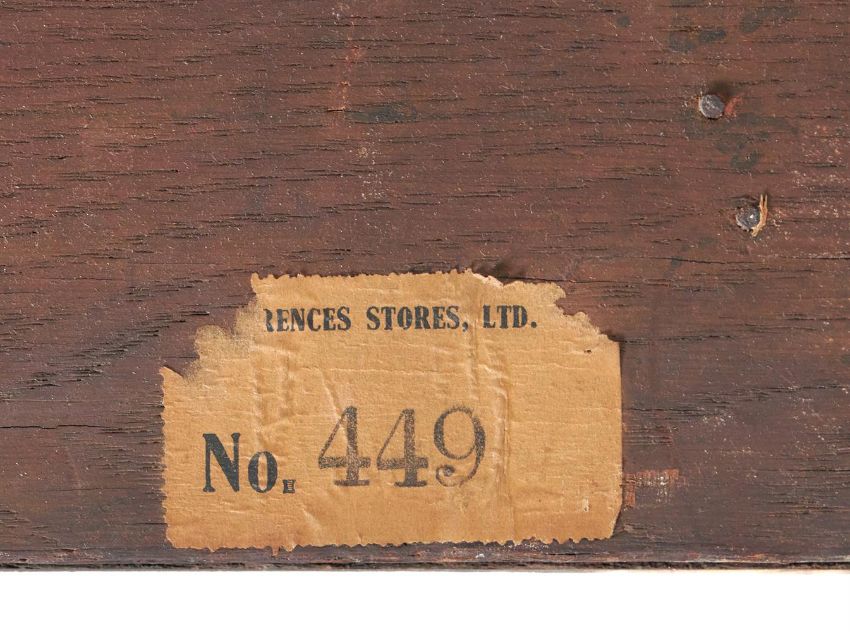 RENCES STORES, LTD.
No. 449